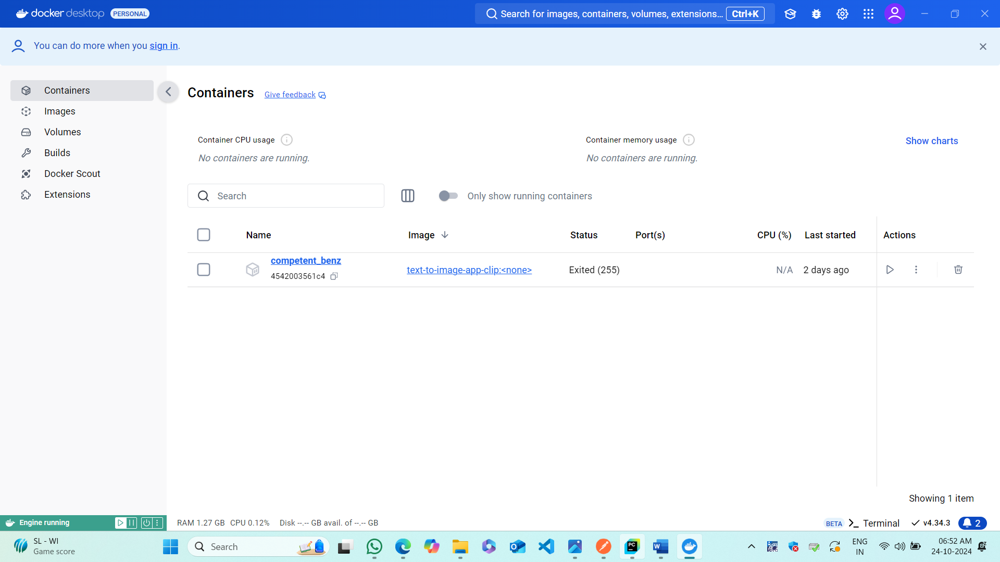 docker desktop PERSONAL
Search for images, containers, volumes, extensions... Ctrl+K
You can do more when you sign in.
Containers
Images
Volumes
Builds
Docker Scout
Extensions
Containers Give feedback
Container CPU usage
No containers are running.
Container memory usage
No containers are running.
Show charts
Search
Only show running containers
Name Image Status Port(s) CPU (%) Last started Actions
competent_benz
4542003561c4
text-to-image-app-clip:<none> Exited (255) N/A 2 days ago
Showing 1 item
Engine running
RAM 1.27 GB CPU 0.12% Disk --.-- GB avail. of --.-- GB
BETA Terminal v4.34.3 2
SL - WI
Game score
Search
ENG
IN
06:52 AM
24-10-2024